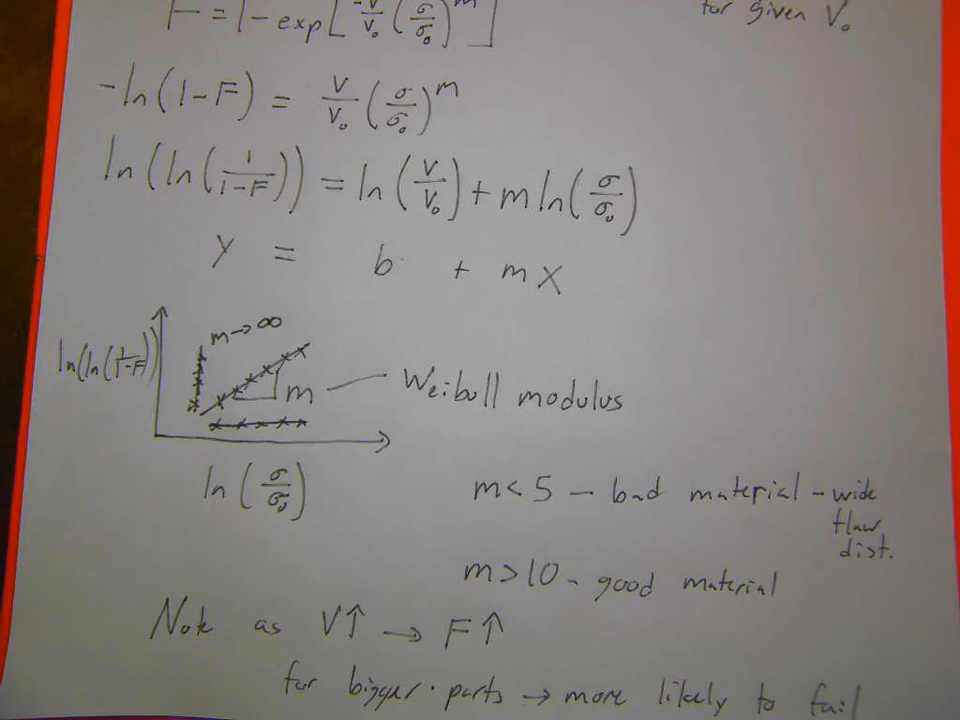 F = 1 - exp[-V/V₀ (σ/σ₀)^m]
for given V₀
-ln(1-F) = V/V₀ (σ/σ₀)^m
ln(ln(1/1-F)) = ln(V/V₀) + m ln(σ/σ₀)
y = b + mx
m → ∞
ln(ln(1/1-F))
m — Weibull modulus
ln(σ/σ₀)
m < 5 - bad material - wide
flaw
dist.
m > 10 - good material
Note as V↑ → F↑
for bigger parts → more likely to fail